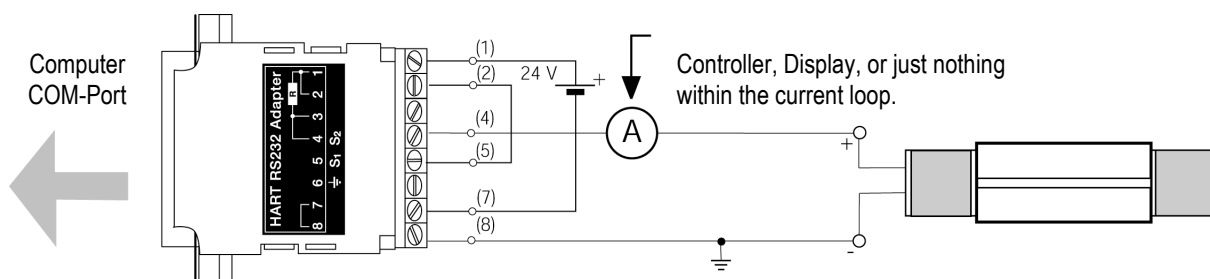 Computer
COM-Port
HART RS232 Adapter
1
2
3
4
5
6
7
8
R
S1 S2
(1)
(2)
(4)
(5)
(7)
(8)
24 V
+
A
Controller, Display, or just nothing
within the current loop.
+
-